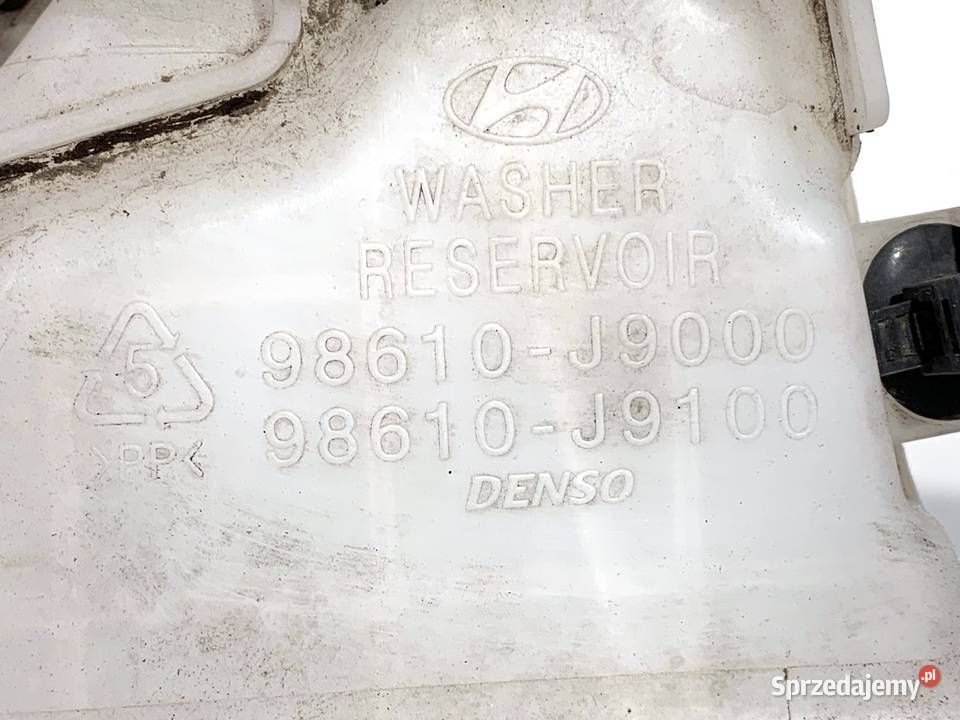 WASHER
RESERVOIR
98610-J9000
98610-J9100
5
>PP<
DENSO
Sprzedajemy.pl